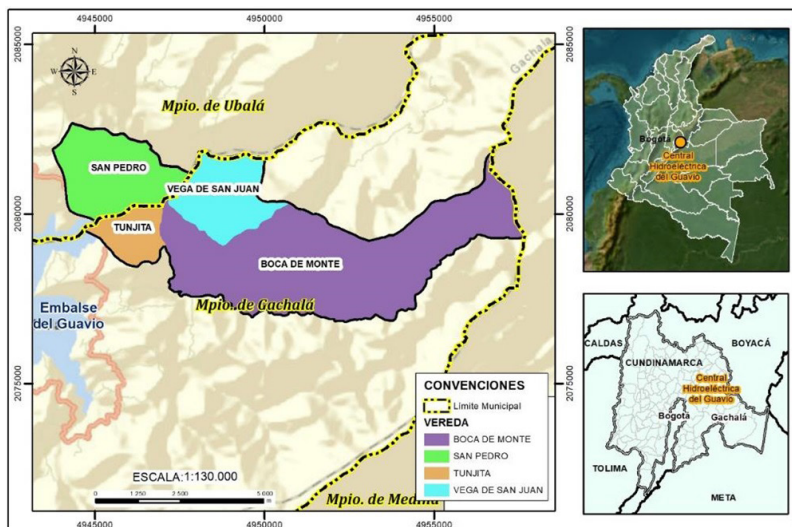 4945000
4950000
4955000
2085000
2080000
2075000
N
W
E
S
Gachalá
Mpio. de Ubalá
SAN PEDRO
VEGA DE SAN JUAN
TUNJITA
BOCA DE MONTE
Embalse
del Guavio
Mpio. de Gachalá
CONVENCIONES
Límite Municipal
VEREDA
BOCA DE MONTE
SAN PEDRO
TUNJITA
VEGA DE SAN JUAN
ESCALA:1:130.000
0
1.250
2.500
5.000
Mpio. de Medina
4945000
4950000
4955000
2085000
2080000
2075000
Bogotá
Central
Hidroeléctrica
del Guavio
CALDAS
BOYACÁ
CUNDINAMARCA
Central
Hidroeléctrica
del Guavio
Bogotá
Gachalá
TOLIMA
META